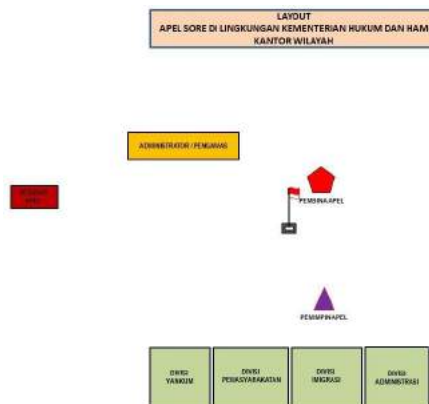 LAYOUT
APEL SORE DI LINGKUNGAN KEMENTERIAN HUKUM DAN HAM
KANTOR WILAYAH
ADMINISTRATOR / PENGAWAS
PEMBINA APEL
PEMIMPIN APEL
DIVISI
YANKUM
DIVISI
PEMASYARAKATAN
DIVISI
IMIGRASI
DIVISI
ADMINISTRASI